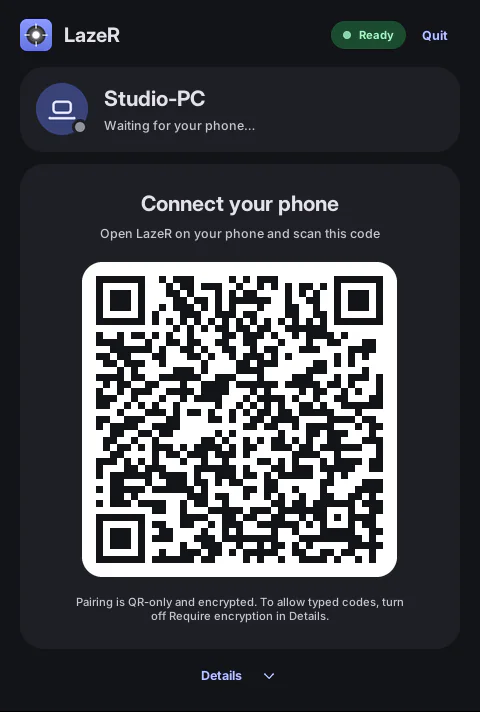 LazeR
Ready
Quit
Studio-PC
Waiting for your phone...
Connect your phone
Open LazeR on your phone and scan this code
Pairing is QR-only and encrypted. To allow typed codes, turn
off Require encryption in Details.
Details